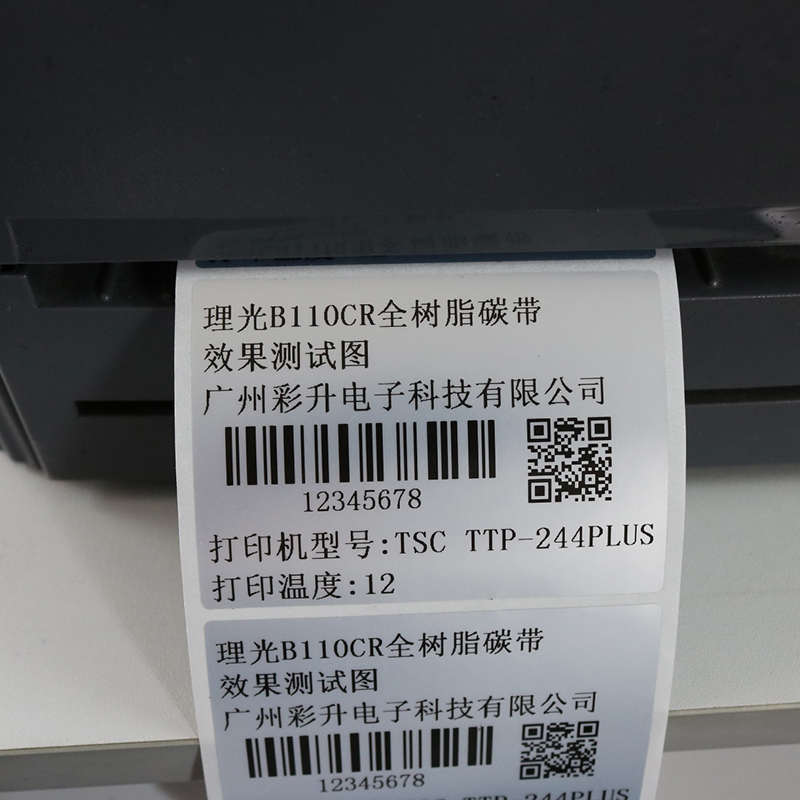 理光B110CR全树脂碳带
效果测试图
广州彩升电子科技有限公司
12345678
打印机型号:TSC TTP-244PLUS
打印温度:12
理光B110CR全树脂碳带
效果测试图
广州彩升电子科技有限公司
12345678
TTP-244PLUS